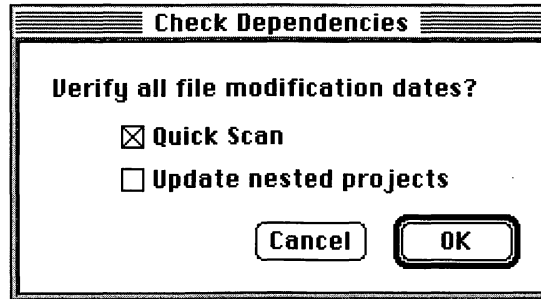 Check Dependencies
Verify all file modification dates?
Quick Scan
Update nested projects
Cancel OK